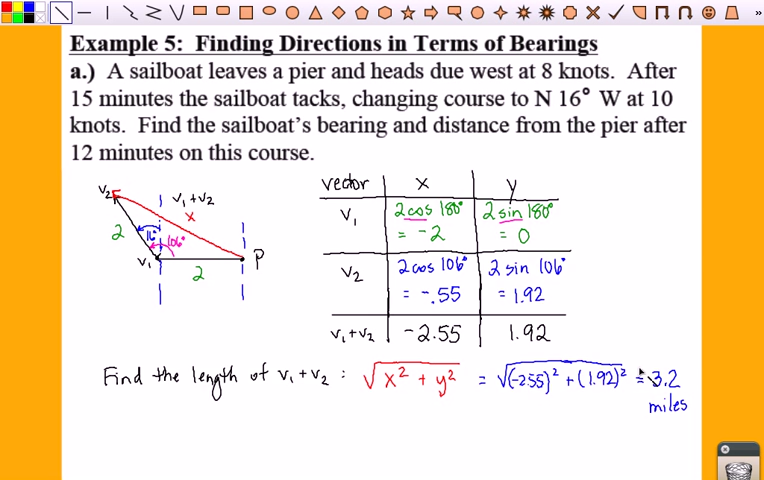 Example 5: Finding Directions in Terms of Bearings
a.) A sailboat leaves a pier and heads due west at 8 knots. After
15 minutes the sailboat tacks, changing course to N 16° W at 10
knots. Find the sailboat's bearing and distance from the pier after
12 minutes on this course.
V₂ V₁ + V₂
x
2 16° 106°
V₁ P
2
vector x y
V₁ 2 cos 180° 2 sin 180°
= -2 = 0
V₂ 2 cos 106° 2 sin 106°
= -.55 = 1.92
V₁+V₂ -2.55 1.92
Find the length of V₁ + V₂ : √x² + y² = √(-2.55)² + (1.92)² = 3.2
miles